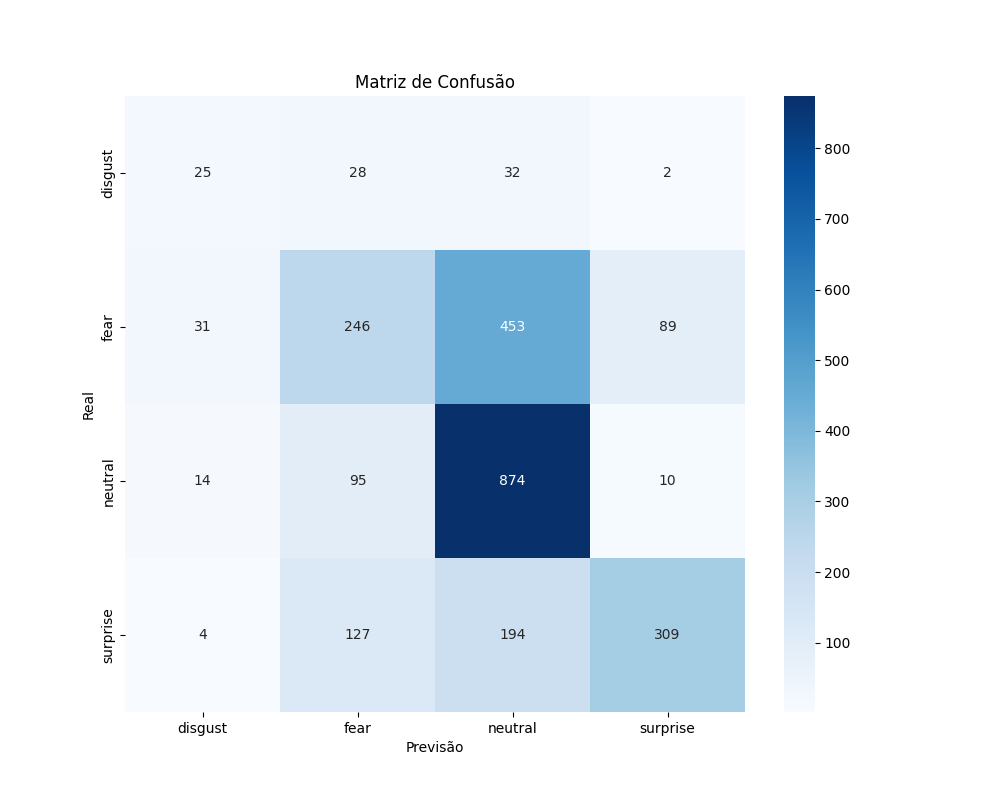 Matriz de Confusão
disgust 25 28 32 2
fear 31 246 453 89
neutral 14 95 874 10
surprise 4 127 194 309
disgust fear neutral surprise
Previsão
Real
800
700
600
500
400
300
200
100